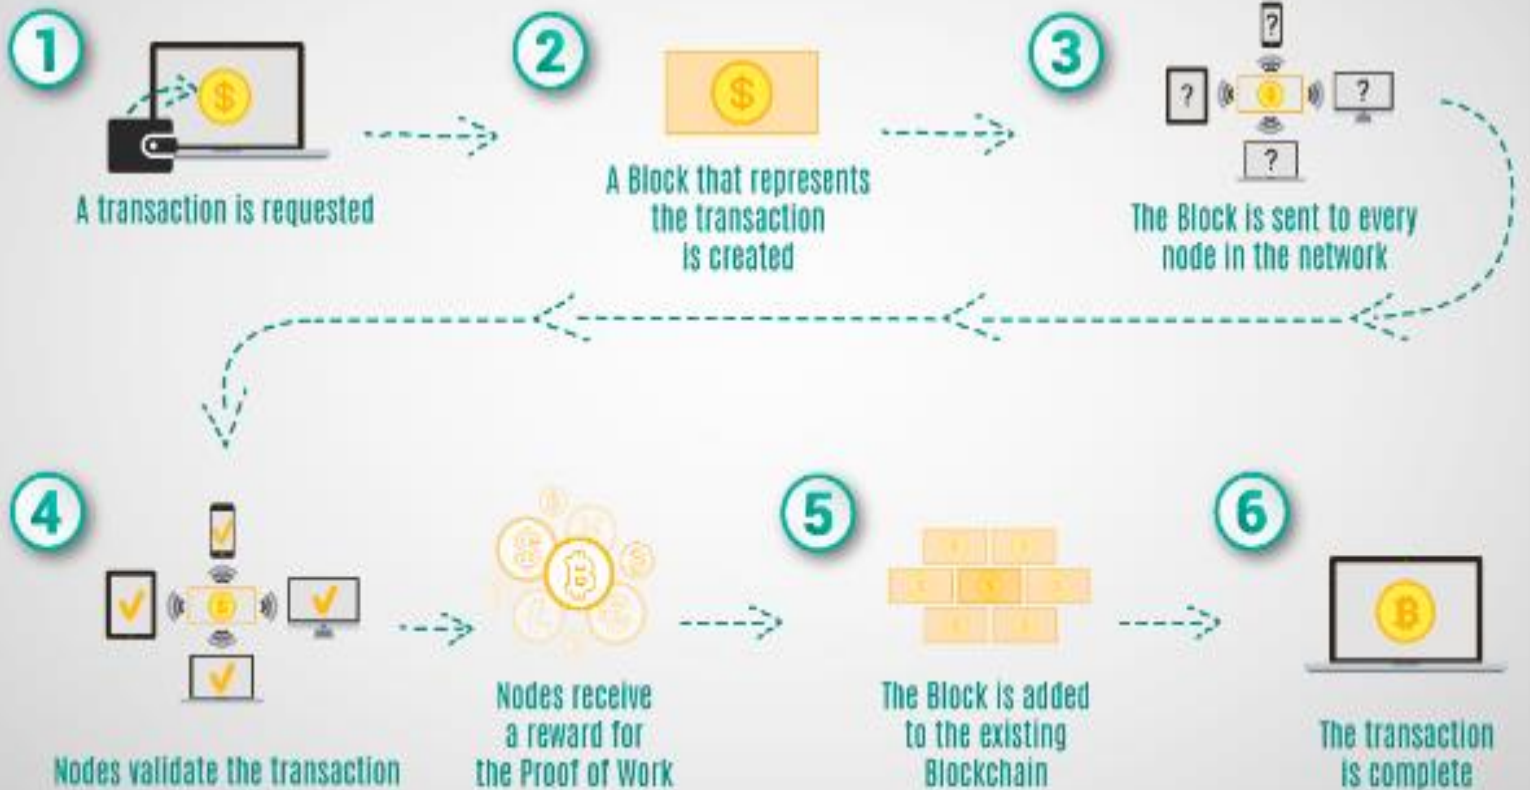 1
A transaction is requested
2
A Block that represents
the transaction
is created
3
?
?
?
?
The Block is sent to every
node in the network
4
Nodes validate the transaction
Nodes receive
a reward for
the Proof of Work
5
The Block is added
to the existing
Blockchain
6
The transaction
is complete